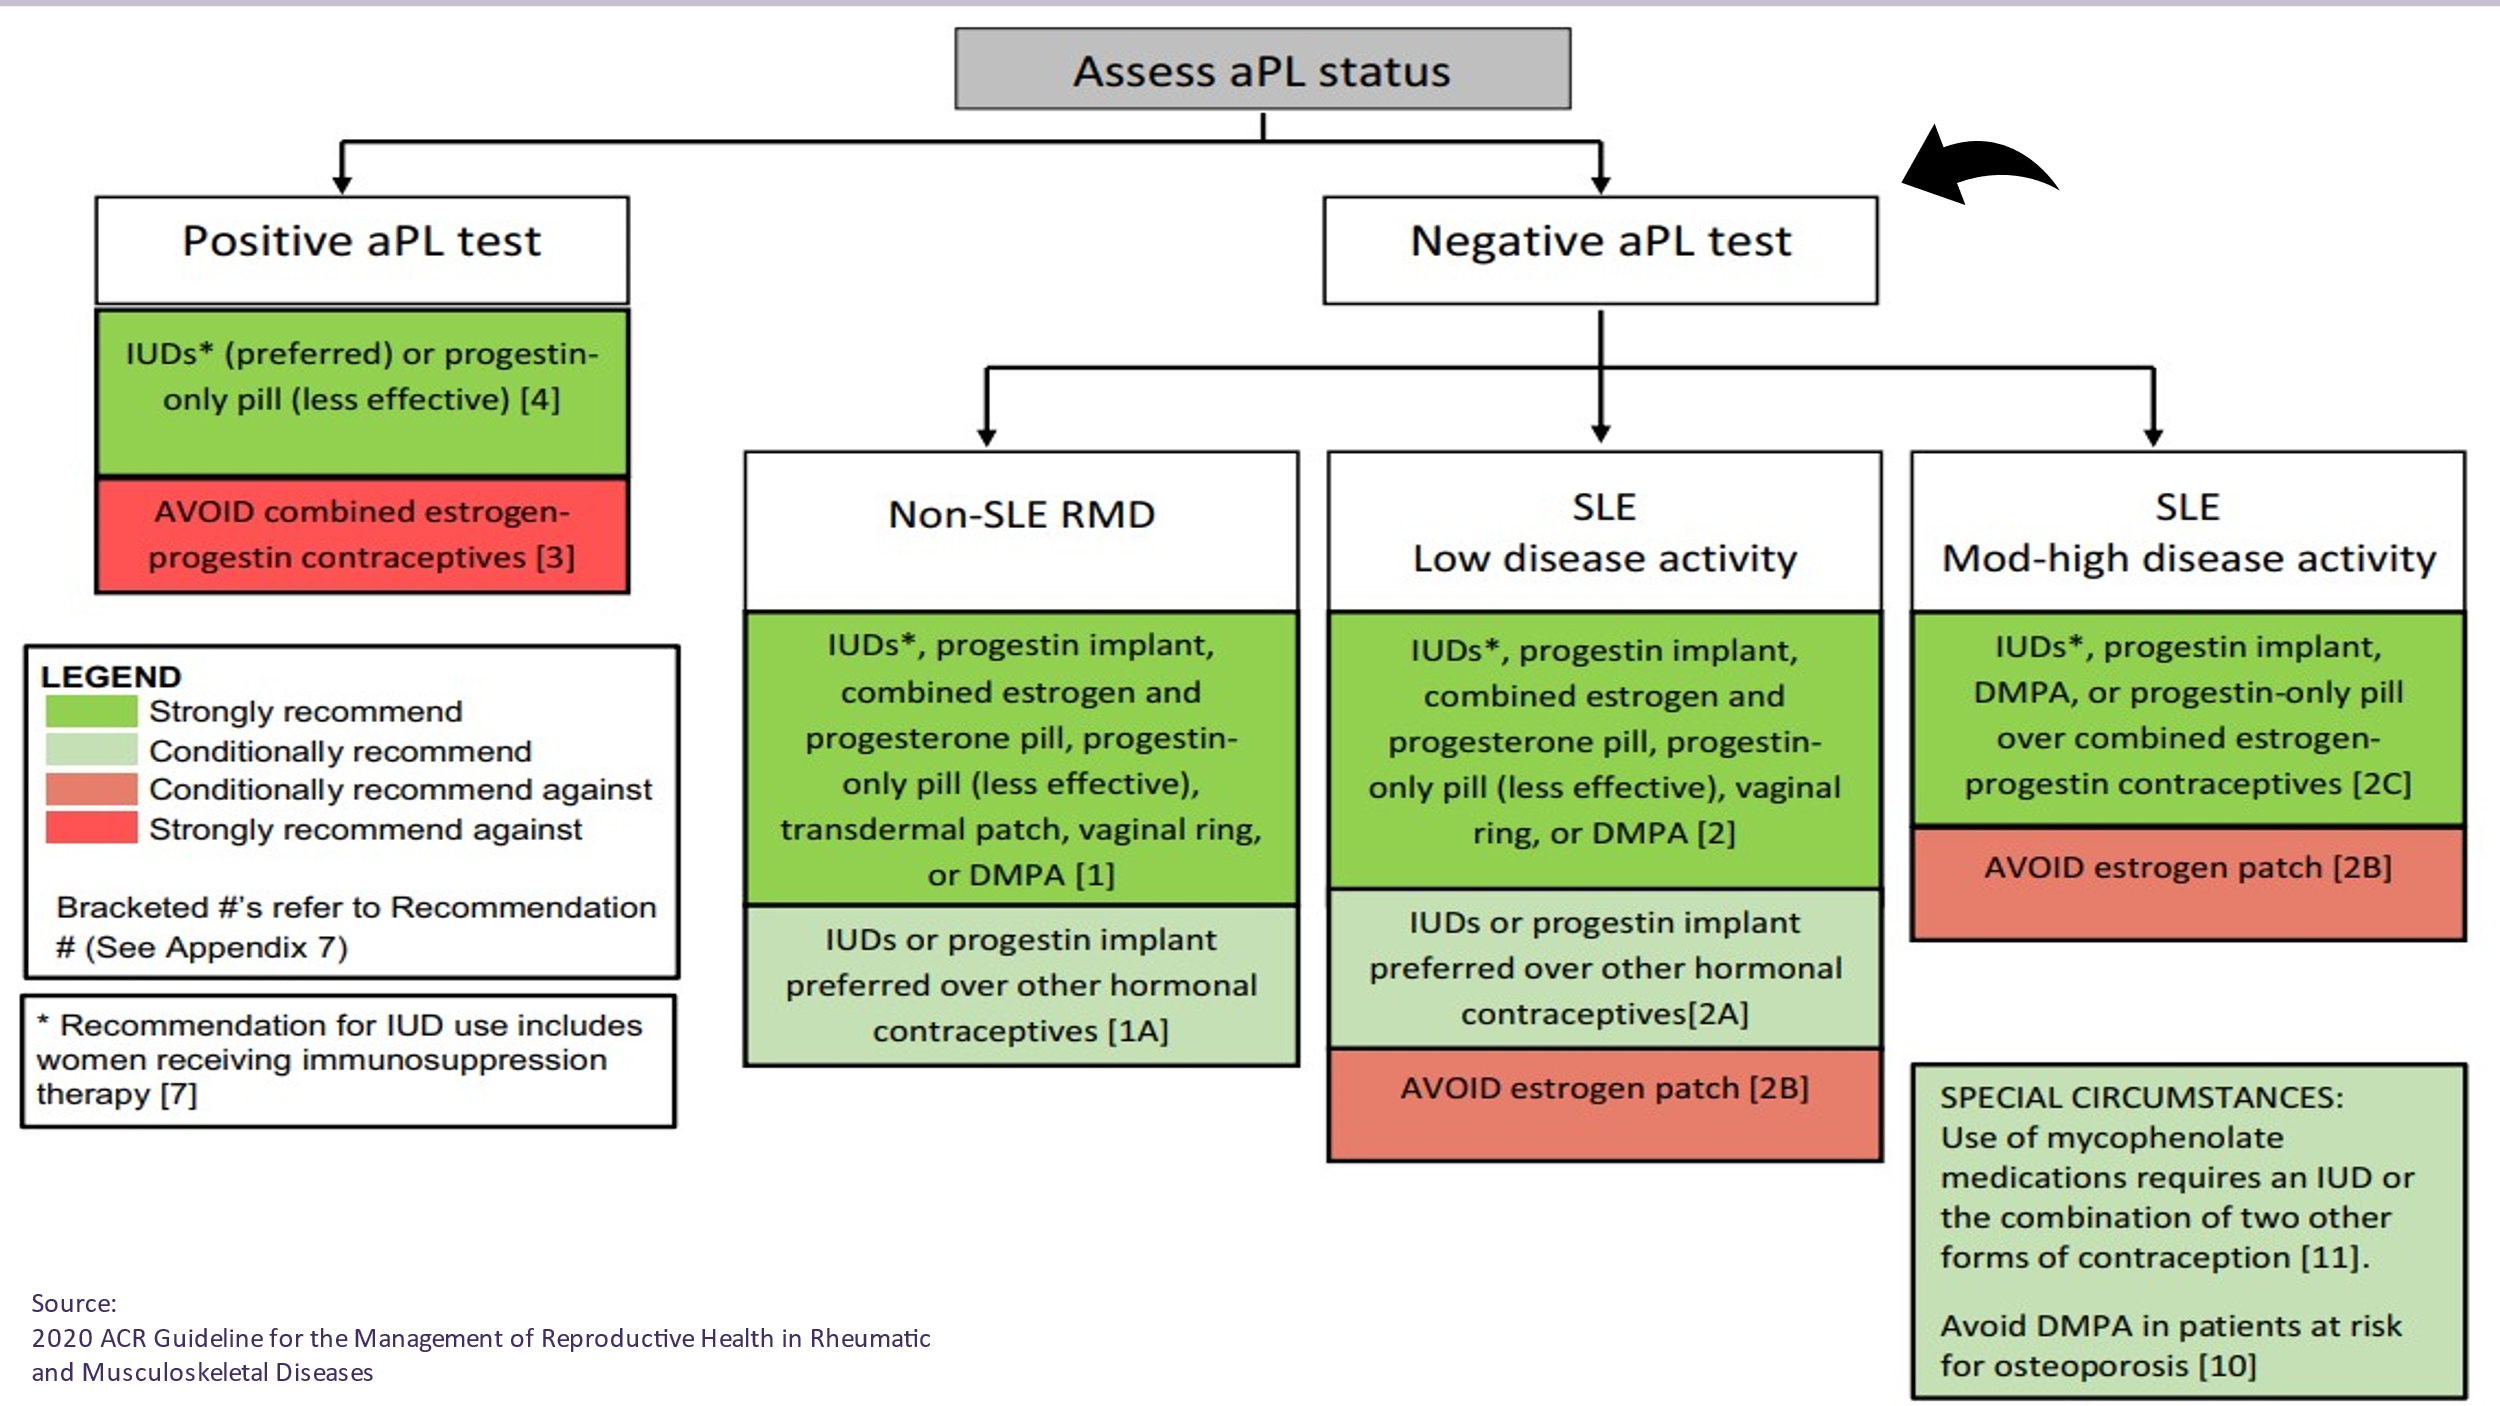 Assess aPL status
Positive aPL test
IUDs* (preferred) or progestin-
only pill (less effective) [4]
AVOID combined estrogen-
progestin contraceptives [3]
Negative aPL test
Non-SLE RMD
IUDs*, progestin implant,
combined estrogen and
progesterone pill, progestin-
only pill (less effective),
transdermal patch, vaginal ring,
or DMPA [1]
IUDs or progestin implant
preferred over other hormonal
contraceptives [1A]
SLE
Low disease activity
IUDs*, progestin implant,
combined estrogen and
progesterone pill, progestin-
only pill (less effective), vaginal
ring, or DMPA [2]
IUDs or progestin implant
preferred over other hormonal
contraceptives[2A]
AVOID estrogen patch [2B]
SLE
Mod-high disease activity
IUDs*, progestin implant,
DMPA, or progestin-only pill
over combined estrogen-
progestin contraceptives [2C]
AVOID estrogen patch [2B]
LEGEND
Strongly recommend
Conditionally recommend
Conditionally recommend against
Strongly recommend against
Bracketed #'s refer to Recommendation
# (See Appendix 7)
* Recommendation for IUD use includes
women receiving immunosuppression
therapy [7]
SPECIAL CIRCUMSTANCES:
Use of mycophenolate
medications requires an IUD or
the combination of two other
forms of contraception [11].
Avoid DMPA in patients at risk
for osteoporosis [10]
Source:
2020 ACR Guideline for the Management of Reproductive Health in Rheumatic
and Musculoskeletal Diseases